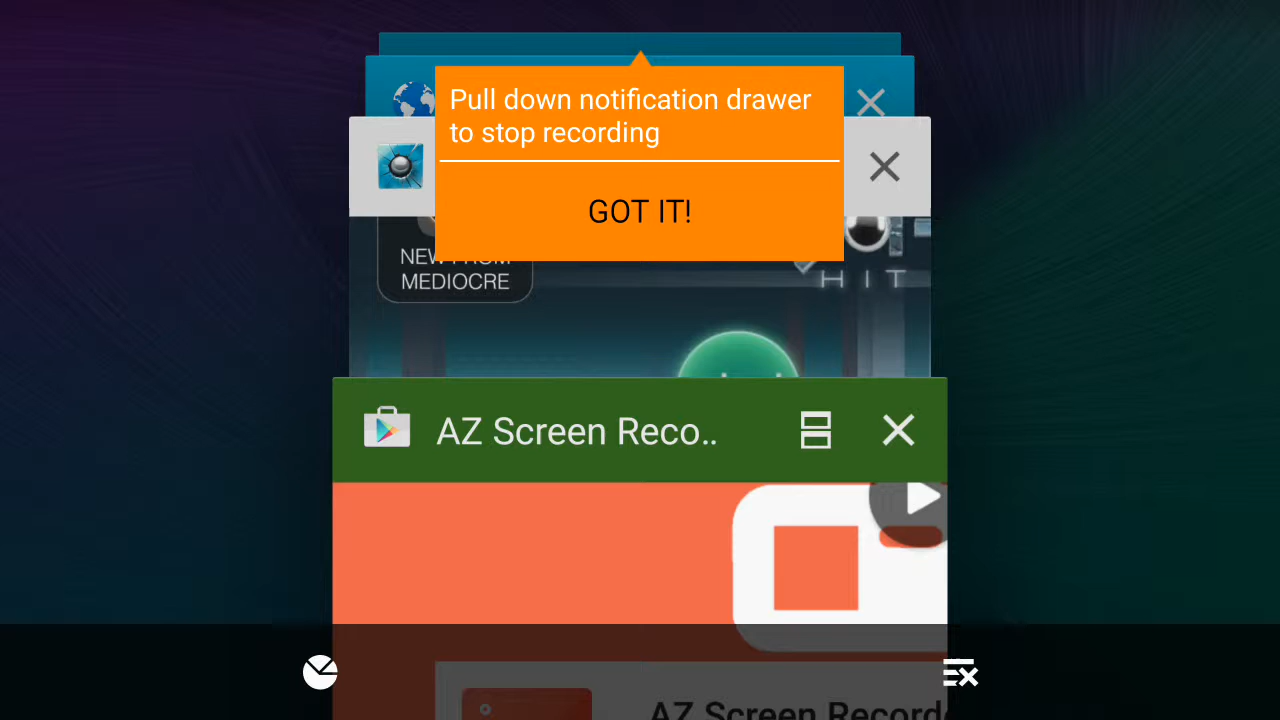 Pull down notification drawer
to stop recording
GOT IT!
NEW FROM
MEDIOCRE
HIT
AZ Screen Reco..
AZ Screen Recorde